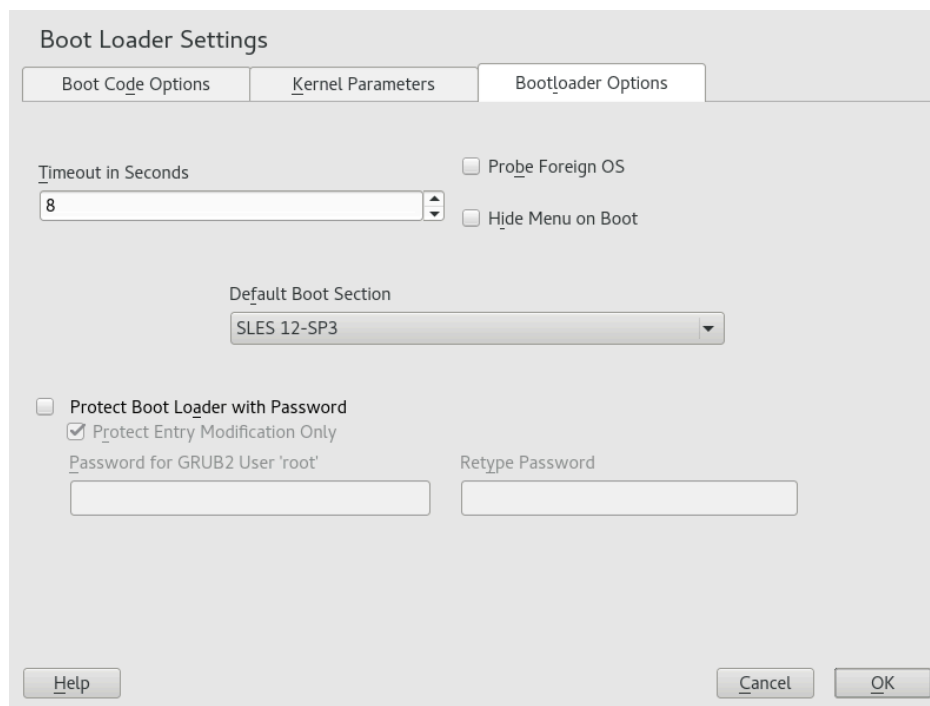 Boot Loader Settings
Boot Code Options
Kernel Parameters
Bootloader Options
Timeout in Seconds
Probe Foreign OS
8
Hide Menu on Boot
Default Boot Section
SLES 12-SP3
Protect Boot Loader with Password
Protect Entry Modification Only
Password for GRUB2 User 'root'
Retype Password
Help
Cancel
OK